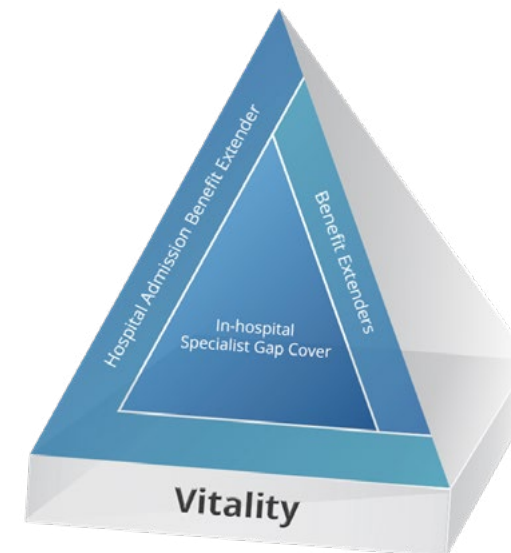 Hospital Admission Benefit Extender
Benefit Extenders
In-hospital
Specialist Gap Cover
Vitality